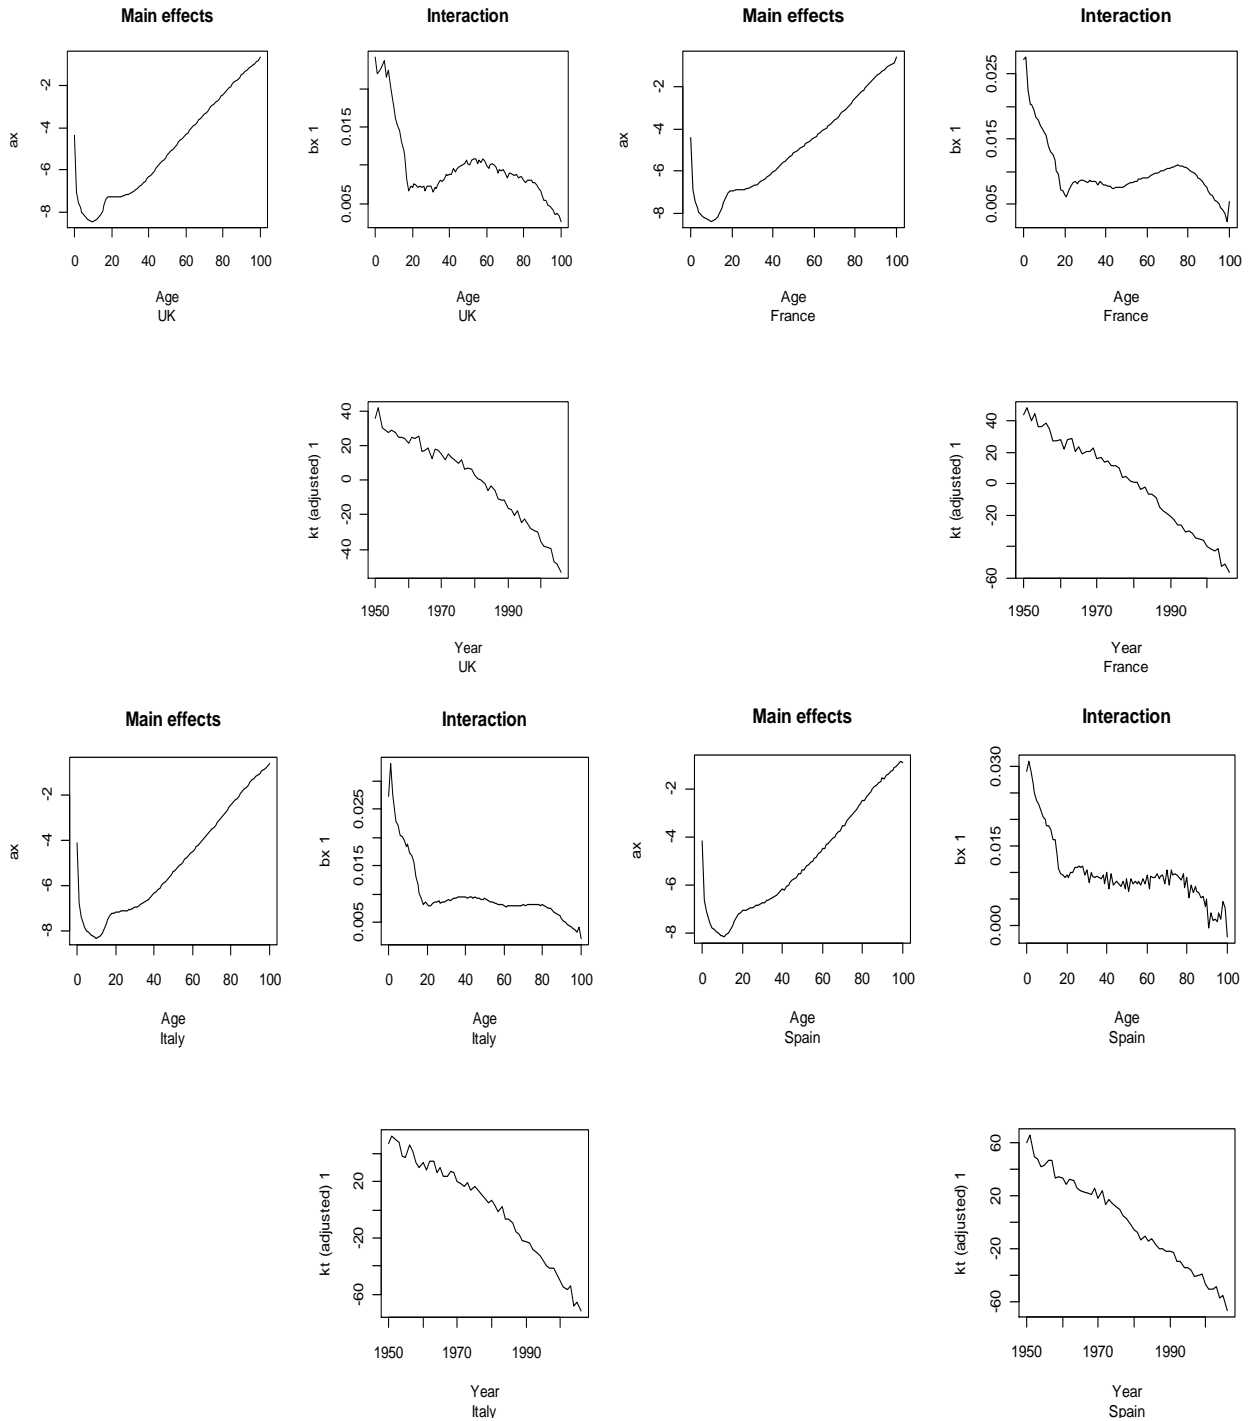 Main effects
Interaction
Main effects
Interaction
ax
-2
-4
-6
-8
0 20 40 60 80 100
Age
UK
bx 1
0.015
0.005
0 20 40 60 80 100
Age
UK
ax
-2
-4
-6
-8
0 20 40 60 80 100
Age
France
bx 1
0.025
0.015
0.005
0 20 40 60 80 100
Age
France
kt (adjusted) 1
40
20
0
-20
-40
1950 1970 1990
Year
UK
kt (adjusted) 1
40
20
0
-20
-60
1950 1970 1990
Year
France
Main effects
Interaction
Main effects
Interaction
ax
-2
-4
-6
-8
0 20 40 60 80 100
Age
Italy
bx 1
0.025
0.015
0.005
0 20 40 60 80 100
Age
Italy
ax
-2
-4
-6
-8
0 20 40 60 80 100
Age
Spain
bx 1
0.030
0.015
0.000
0 20 40 60 80 100
Age
Spain
kt (adjusted) 1
20
-20
-60
1950 1970 1990
Year
Italy
kt (adjusted) 1
60
20
-20
-60
1950 1970 1990
Year
Spain